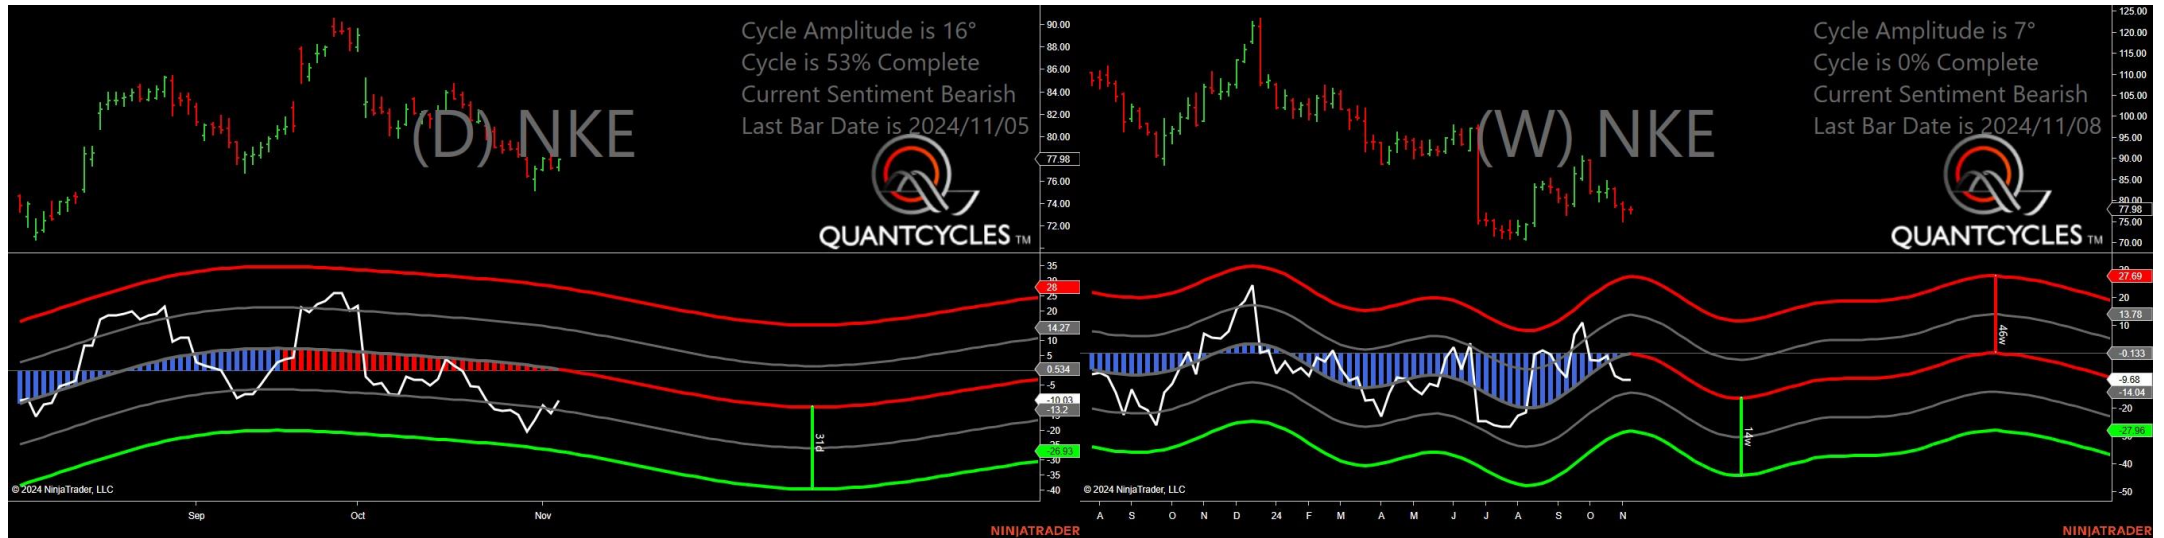 Cycle Amplitude is 16°
Cycle is 53% Complete
Current Sentiment Bearish
Last Bar Date is 2024/11/05
(D) NKE
QUANTCYCLES TM
90.00
88.00
86.00
84.00
82.00
80.00
77.98
76.00
74.00
72.00
35
28
25
20
14.27
10
5
0.534
-5
-10.03
-13.2
-20
-25
-26.93
-30
-35
-40
31d
© 2024 NinjaTrader, LLC
Sep Oct Nov
NINJATRADER
Cycle Amplitude is 7°
Cycle is 0% Complete
Current Sentiment Bearish
Last Bar Date is 2024/11/08
(W) NKE
QUANTCYCLES TM
125.00
120.00
115.00
110.00
105.00
100.00
95.00
90.00
85.00
80.00
77.98
75.00
70.00
27.69
20
13.78
10
-0.133
-9.68
-14.04
-20
-27.96
-40
-50
46w
14w
© 2024 NinjaTrader, LLC
A S O N D 24 F M A M J J A S O N
NINJATRADER